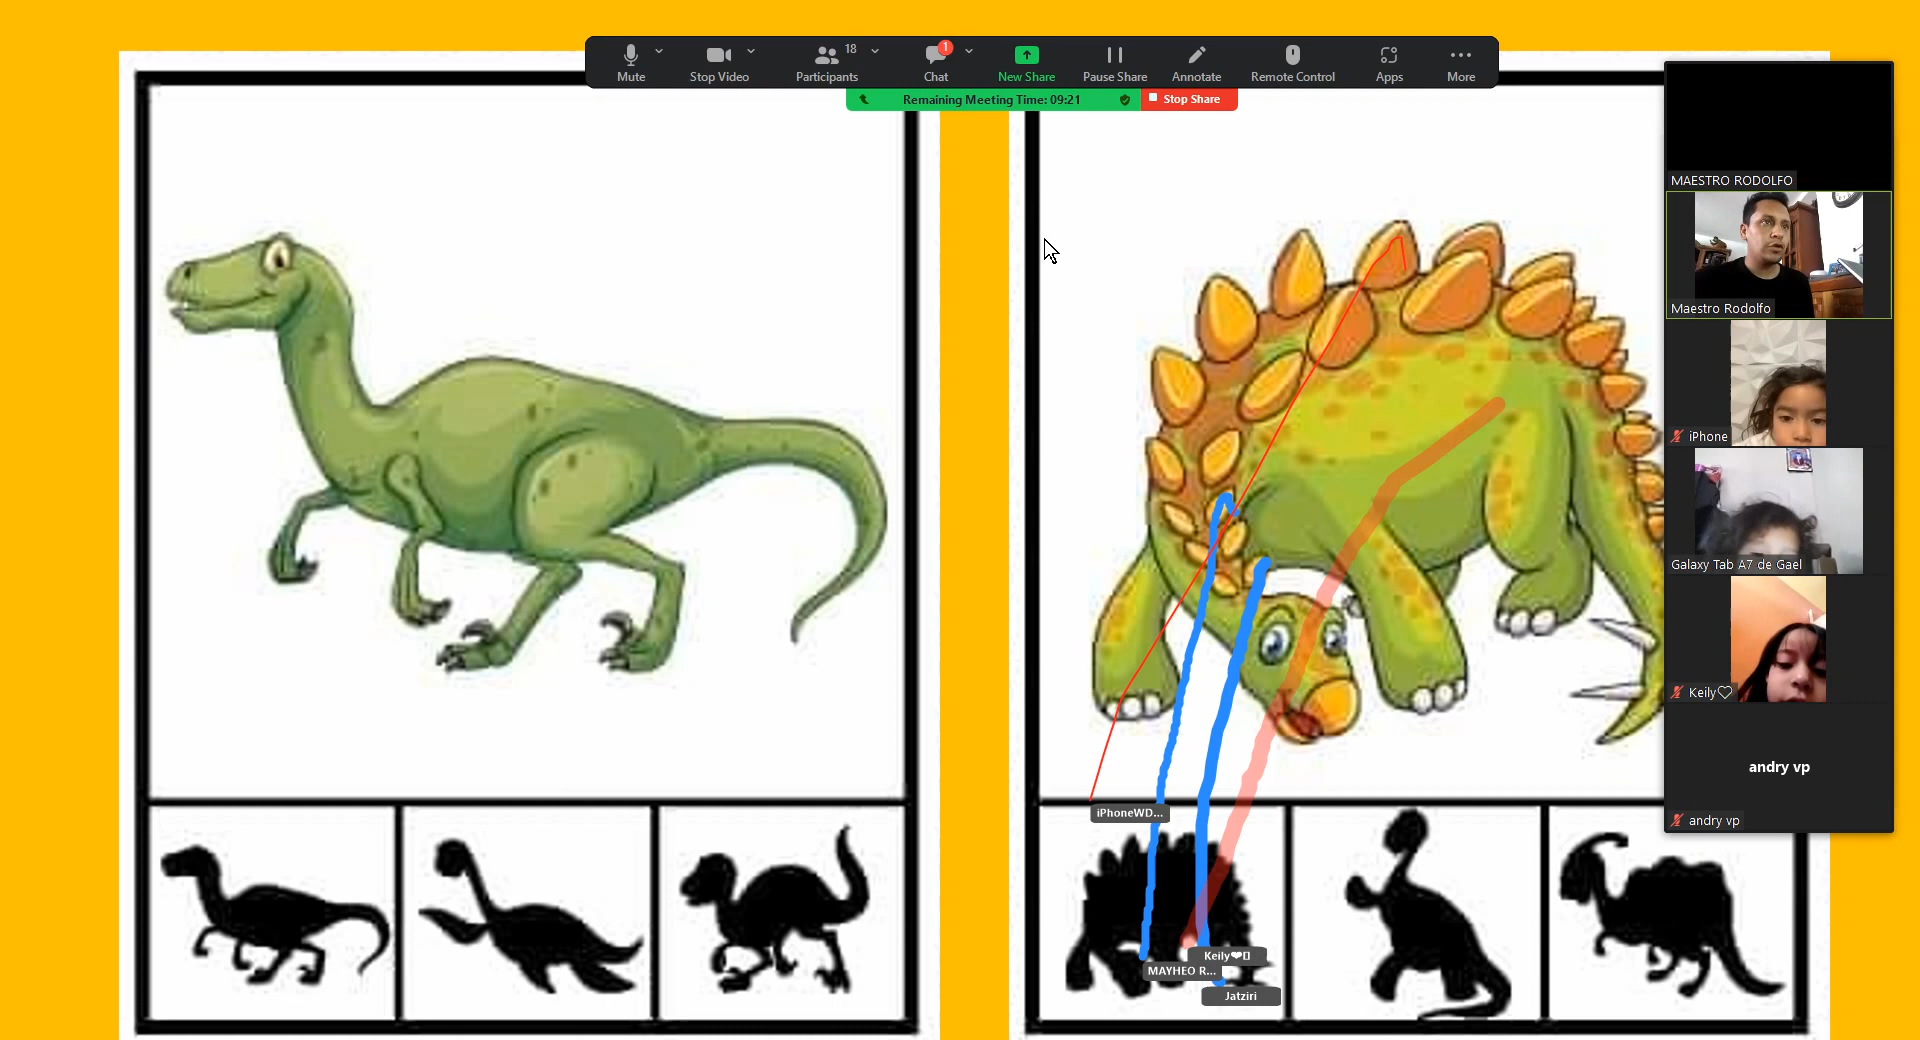 Mute
Stop Video
Participants
18
Chat
1
New Share
Pause Share
Annotate
Remote Control
Apps
More
Remaining Meeting Time: 09:21
Stop Share
MAESTRO RODOLFO
Maestro Rodolfo
iPhone
Galaxy Tab A7 de Gael
Keily♡
andry vp
andry vp
iPhoneWD...
Keily❤▯
MAYHEO R...
Jatziri